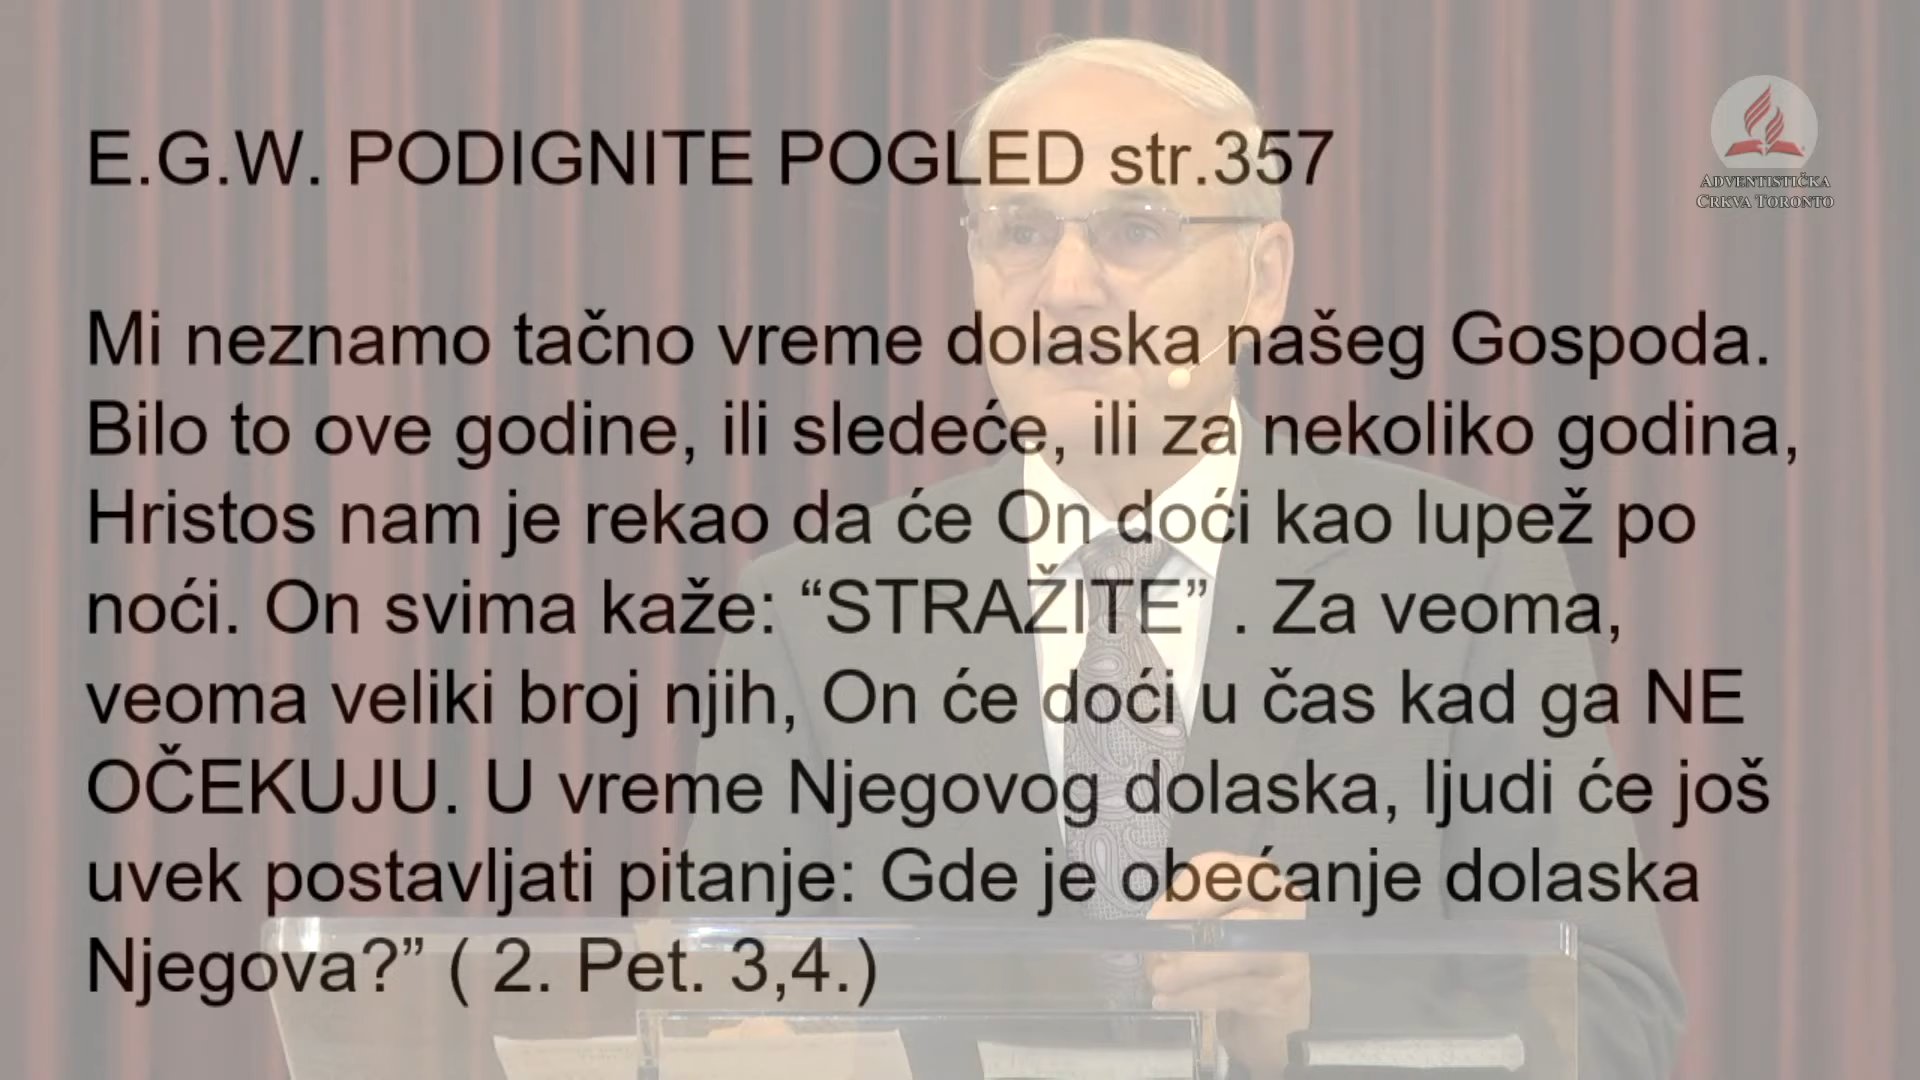 E.G.W. PODIGNITE POGLED str.357
ADVENTISTIČKA
CRKVA TORONTO
Mi neznamo tačno vreme dolaska našeg Gospoda.
Bilo to ove godine, ili sledeće, ili za nekoliko godina,
Hristos nam je rekao da će On doći kao lupež po
noći. On svima kaže: “STRAŽITE” . Za veoma,
veoma veliki broj njih, On će doći u čas kad ga NE
OČEKUJU. U vreme Njegovog dolaska, ljudi će još
uvek postavljati pitanje: Gde je obećanje dolaska
Njegova?” ( 2. Pet. 3,4.)